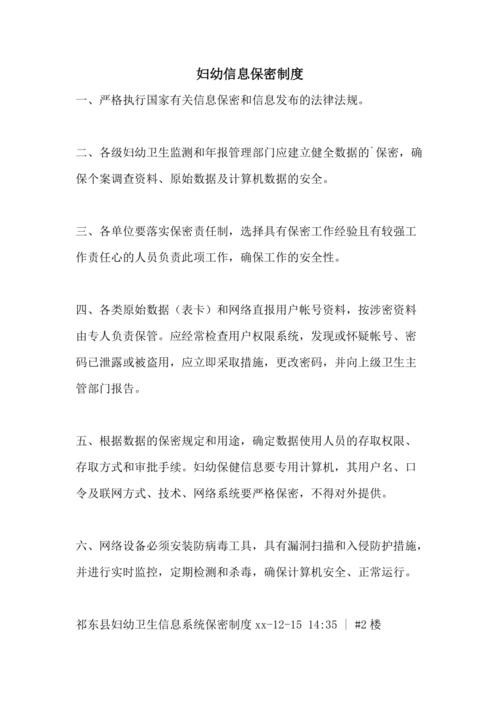 妇幼信息保密制度
一、严格执行国家有关信息保密和信息发布的法律法规。
二、各级妇幼卫生监测和年报管理部门应建立健全数据的`保密，确
保个案调查资料、原始数据及计算机数据的安全。
三、各单位要落实保密责任制，选择具有保密工作经验且有较强工
作责任心的人员负责此项工作，确保工作的安全性。
四、各类原始数据（表卡）和网络直报用户帐号资料，按涉密资料
由专人负责保管。应经常检查用户权限系统，发现或怀疑帐号、密
码已泄露或被盗用，应立即采取措施，更改密码，并向上级卫生主
管部门报告。
五、根据数据的保密规定和用途，确定数据使用人员的存取权限、
存取方式和审批手续。妇幼保健信息要专用计算机，其用户名、口
令及联网方式、技术、网络系统要严格保密，不得对外提供。
六、网络设备必须安装防病毒工具，具有漏洞扫描和入侵防护措施，
并进行实时监控，定期检测和杀毒，确保计算机安全、正常运行。
祁东县妇幼卫生信息系统保密制度xx-12-15 14:35 | #2楼